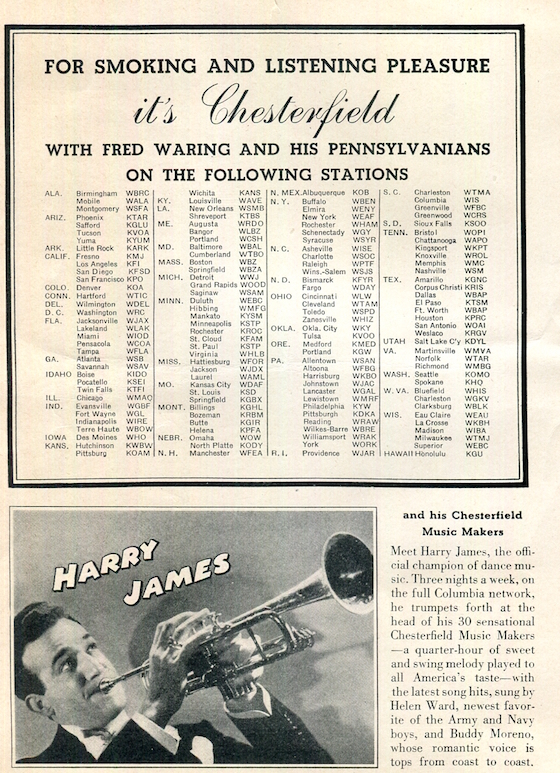 FOR SMOKING AND LISTENING PLEASURE
it's Chesterfield
WITH FRED WARING AND HIS PENNSYLVANIANS
ON THE FOLLOWING STATIONS
ALA. Birmingham WBRC
Mobile WALA
Montgomery WSFA
ARIZ. Phoenix KTAR
Safford KGLU
Tucson KVOA
Yuma KYUM
ARK. Little Rock KARK
CALIF. Fresno KMJ
Los Angeles KFI
San Diego KFSD
San Francisco KPO
COLO. Denver KOA
CONN. Hartford WTIC
DEL. Wilmington WDEL
D. C. Washington WRC
FLA. Jacksonville WJAX
Lakeland WLAK
Miami WIOD
Pensacola WCOA
Tampa WFLA
GA. Atlanta WSB
Savannah WSAV
IDAHO Boise KIDO
Pocatello KSEI
Twin Falls KTFI
ILL. Chicago WMAQ
IND. Evansville WGBF
Fort Wayne WGL
Indianapolis WIRE
Terre Haute WBOW
IOWA Des Moines WHO
KANS. Hutchinson KWBW
Pittsburg KOAM
Wichita KANS
KY. Louisville WAVE
LA. New Orleans WSMB
Shreveport KTBS
ME. Augusta WRDO
Bangor WLBZ
Portland WCSH
MD. Baltimore WBAL
Cumberland WTBO
MASS. Boston WBZ
Springfield WBZA
MICH. Detroit WWJ
Grand Rapids WOOD
Saginaw WSAM
MINN. Duluth WEBC
Hibbing WMFG
Mankato KYSM
Minneapolis KSTP
Rochester KROC
St. Cloud KFAM
St. Paul KSTP
Virginia WHLB
MISS. Hattiesburg WFOR
Jackson WJDX
Laurel WAML
MO. Kansas City WDAF
St. Louis KSD
Springfield KGBX
MONT. Billings KGHL
Bozeman KRBM
Butte KGIR
Helena KPFA
NEBR. Omaha WOW
North Platte KODY
N. H. Manchester WFEA
N. MEX. Albuquerque KOB
N. Y. Buffalo WBEN
Elmira WENY
New York WEAF
Rochester WHAM
Schenectady WGY
Syracuse WSYR
N. C. Asheville WISE
Charlotte WSOC
Raleigh WPTF
Wins.-Salem WSJS
N. D. Bismarck KFYR
Fargo WDAY
OHIO Cincinnati WLW
Cleveland WTAM
Toledo WSPD
Zanesville WHIZ
OKLA. Okla. City WKY
Tulsa KVOO
ORE. Medford KMED
Portland KGW
PA. Allentown WSAN
Altoona WFBG
Harrisburg WKBO
Johnstown WJAC
Lancaster WGAL
Lewistown WMRF
Philadelphia KYW
Pittsburgh KDKA
Reading WRAW
Wilkes-Barre WBRE
Williamsport WRAK
York WORK
R. I. Providence WJAR
S. C. Charleston WTMA
Columbia WIS
Greenville WFBC
Greenwood WCRS
S. D. Sioux Falls KSOO
TENN. Bristol WOPI
Chattanooga WAPO
Kingsport WKPT
Knoxville WROL
Memphis WMC
Nashville WSM
TEX. Amarillo KGNC
Corpus Christi KRIS
Dallas WBAP
El Paso KTSM
Ft. Worth WBAP
Houston KPRC
San Antonio WOAI
Weslaco KRGV
UTAH Salt Lake C'y KDYL
VA. Martinsville WMVA
Norfolk WTAR
Richmond WMBG
WASH. Seattle KOMO
Spokane KHQ
W. VA. Bluefield WHIS
Charleston WGKV
Clarksburg WBLK
WIS. Eau Claire WEAU
La Crosse WKBH
Madison WIBA
Milwaukee WTMJ
Superior WEBC
HAWAII Honolulu KGU
HARRY
JAMES
and his Chesterfield
Music Makers
Meet Harry James, the offi-
cial champion of dance mu-
sic. Three nights a week, on
the full Columbia network,
he trumpets forth at the
head of his 30 sensational
Chesterfield Music Makers
—a quarter-hour of sweet
and swing melody played to
all America's taste—with
the latest song hits, sung by
Helen Ward, newest favor-
ite of the Army and Navy
boys, and Buddy Moreno,
whose romantic voice is
tops from coast to coast.